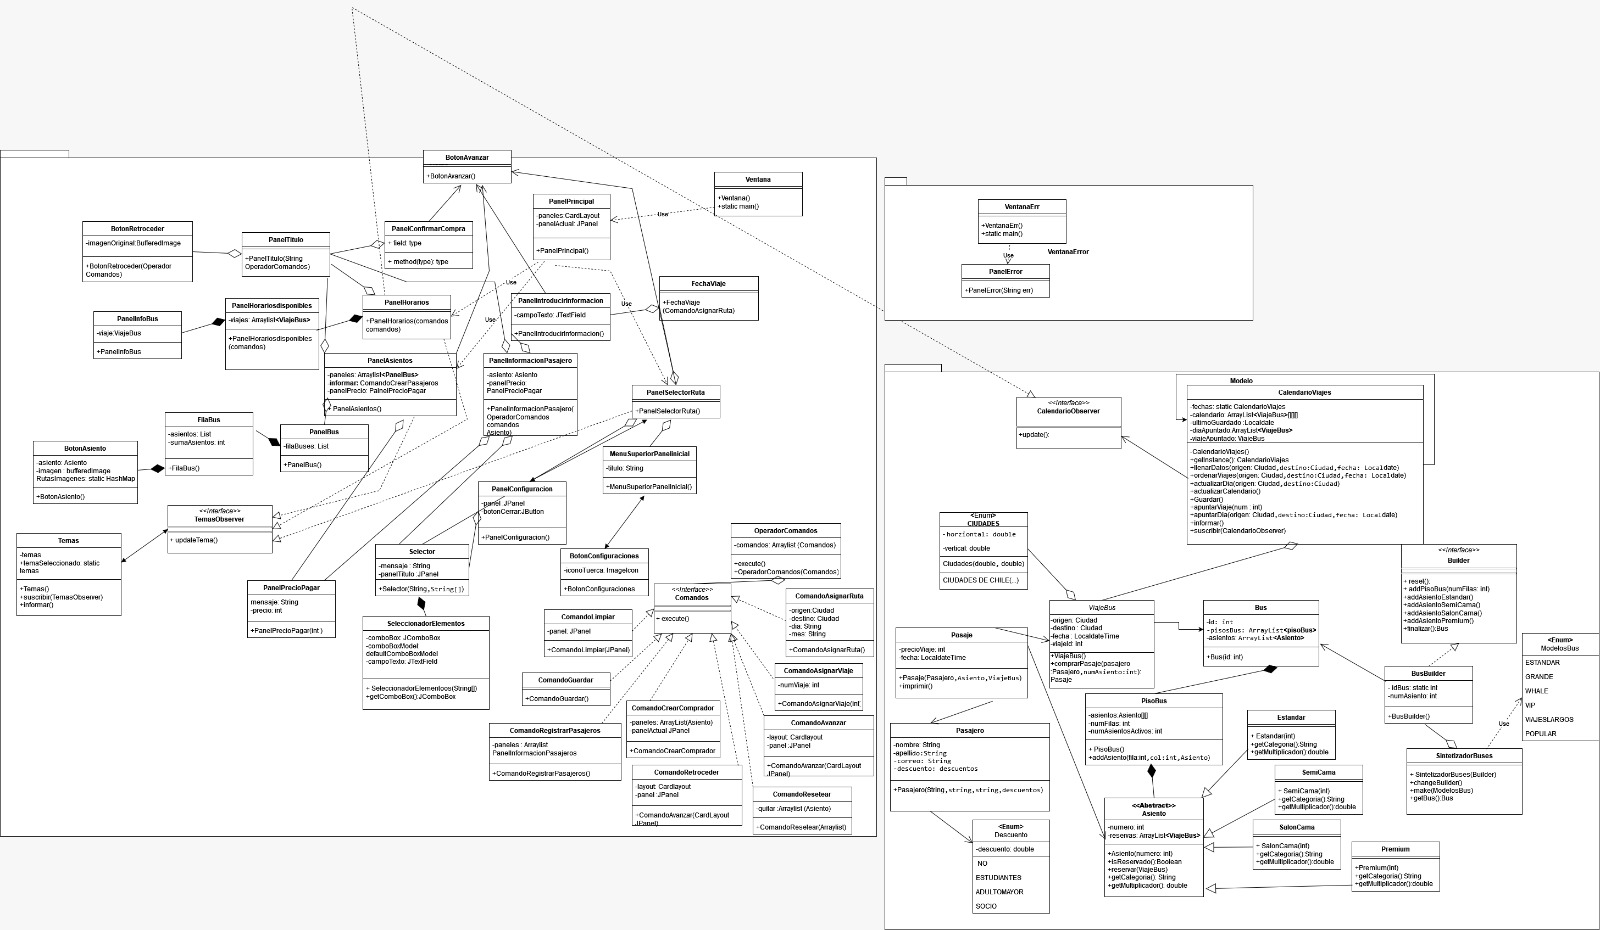 BotonAvanzar
+BotonAvanzar()
Ventana
+Ventana()
+static main()
PanelPrincipal
-paneles:CardLayout
-panelActual: JPanel
+PanelPrincipal()
Use
BotonRetroceder
-imagenOriginal:BufferedImage
+BotonRetroceder(Operador
Comandos)
PanelTitulo
+PanelTitulo(String
OperadorComandos)
PanelConfirmarCompra
+ field: type
+ method(type): type
PanelHorarios
+PanelHorarios(comandos
comandos)
Use
Use
Use
PanelIntroducirInformacion
-campoTexto: JTextField
+PanelIntroducirInformacion()
FechaViaje
+FechaViaje
(ComandoAsignarRuta)
PanelInfoBus
-viaje:ViajeBus
+PanelInfoBus
PanelHorariosdisponibles
-viajes: Arraylist<ViajeBus>
+PanelHorariosdisponibles
(comandos)
PanelAsientos
-paneles: Arraylist<PanelBus>
-informar: ComandoCrearPasajeros
-panelPrecio: PalnelPrecioPagar
+ PanelAsientos()
PanelInformacionPasajero
-asiento: Asiento
-panelPrecio:
PanelPrecioPagar
+PanelInformacionPasajero(
OperadorComandos
comandos
Asiento)
PanelSelectorRuta
+PanelSelectorRuta()
FilaBus
-asientos: List
-sumaAsientos: int
+FilaBus()
PanelBus
-filaBuses: List
+PanelBus()
BotonAsiento
-asiento: Asiento
-imagen : bufferedImage
RutasImagenes: static HashMap
+BotonAsiento()
MenuSuperiorPanelInicial
-titulo: String
+MenuSuperiorPanelInicial()
PanelConfiguracion
-panel: JPanel
-botonCerrar:JButton
+PanelConfiguracion()
<<Interface>>
TemasObserver
+ updateTema()
Temas
-temas
+temaSeleccionado: static
temas
+Temas()
+suscribir(TemasObserver)
+informar()
Selector
-mensaje : String
-panelTitulo: JPanel
+Selector(String,String[])
BotonConfiguraciones
-iconoTuerca: ImageIcon
+BotonConfiguraciones
OperadorComandos
-comandos: Arraylist (Comandos)
+execute()
+OperadorComandos(Comandos)
PanelPrecioPagar
mensaje: String
-precio: int
+PanelPrecioPagar(int )
SeleccionadorElementos
-comboBox: JComboBox
-comboBoxModel:
defaultComboBoxModel
-campoTexto: JTextField
+ SeleccionadorElementoos(String[])
+getComboBox():JComboBox
<<Interface>>
Comandos
+ execute()
ComandoLimpiar
-panel: JPanel
+ComandoLimpiar(JPanel)
ComandoAsignarRuta
-origen:Ciudad
-destino:Ciudad
-dia: String
-mes: String
+ComandoAsignarRuta()
ComandoGuardar
+ComandoGuardar()
ComandoAsignarViaje
-numViaje: int
+ComandoAsignarViaje(int)
ComandoCrearComprador
-paneles: ArrayList(Asiento)
-panelActual:JPanel
+ComandoCrearComprador
ComandoRegistrarPasajeros
-paneles : Arraylist
PanelInformacionPasajeros
+ComandoRegistrarPasajeros()
ComandoAvanzar
-layout: Cardlayout
-panel :JPanel
+ComandoAvanzar(CardLayout
,JPanel)
ComandoRetroceder
-layout: Cardlayout
-panel :JPanel
+ComandoAvanzar(CardLayout
,JPanel)
ComandoResetear
-quitar :Arraylist (Asiento)
+ComandoResetear(Arraylist)
VentanaErr
+VentanaErr()
+static main()
Use
VentanaError
PanelError
+PanelError(String err)
Modelo
<<Interface>>
CalendarioObserver
+update():
CalendarioViajes
-fechas: static CalendarioViajes
-calendario: ArrayList<ViajeBus>[][][]
-ultimoGuardado :Localdate
-diaApuntado:ArrayList<ViajeBus>
-viajeApuntado: ViajeBus
-CalendarioViajes()
+getInstance(): CalendarioViajes
+llenarDatos(origen: Ciudad,destino:Ciudad,fecha: Localdate)
+ordenarViajes(origen: Ciudad,destino:Ciudad,fecha: Localdate)
+actualizarDia(origen: Ciudad,destino:Ciudad)
-actualizarCalendario()
+Guardar()
+apuntarViaje(num : int)
+apuntarDia(origen: Ciudad,destino:Ciudad,fecha: Localdate)
+informar()
+suscribir(CalendarioObserver)
<Enum>
CIUDADES
-horziontal: double
-vertical: double
Ciudades(double, double)
CIUDADES DE CHILE(..)
<<Interface>>
Builder
+ reset():
+ addPiso(numFilas: int)
+addAsientoEstandar()
+addAsientoSemiCama()
+addAsientoSalonCama()
+addAsientoPremium()
+finalizar():Bus
ViajeBus
-origen: Ciudad
-destino : Ciudad
-fecha : LocaldateTime
-viajeId: int
+ViajeBus()
+comprarPasaje(pasajero
:Pasajero,numAsiento:int):
Pasaje
Bus
-Id: int
-pisosBus: ArrayList<pisoBus>
-asientos: ArrayList<Asiento>
+Bus(id: int)
Pasaje
-precioViaje: int
-fecha: LocaldateTime
+Pasaje(Pasajero,Asiento,ViajeBus)
+imprimir()
<Enum>
ModelosBus
ESTANDAR
GRANDE
WHALE
VIP
VIAJESLARGOS
POPULAR
BusBuilder
- IdBus: static int
-numAsiento: int
+BusBuilder()
Use
PisoBus
-asientos:Asiento[][]
-numFilas: int
-numAsientosActivos: int
+ PisoBus()
+addAsiento(fila:int,col:int,Asiento)
Pasajero
-nombre: String
-apellido:String
-correo: String
-descuento: descuentos
+Pasajero(String,string,string,descuentos)
Estandar
+ Estandar(int)
+getCategoria():String
+getMultiplicador():double
SintetizadorBuses
+ SintetizadorBuses(Builder)
+changeBuilder()
+make(ModelosBus)
+getBus():Bus
SemiCama
+ SemiCama(int)
+getCategoria():String
+getMultiplicador():double
<<Abstract>>
Asiento
-numero: int
-reservas: ArrayList<ViajeBus>
+Asiento(numero: int)
+isReservado():Boolean
+reservar(ViajeBus)
+getCategoria(): String
+getMultiplicador(): double
SalonCama
+ SalonCama(int)
+getCategoria():String
+getMultiplicador():double
<Enum>
Descuento
-descuento: double
NO
ESTUDIANTES
ADULTOMAYOR
SOCIO
Premium
+Premium(int)
+getCategoria():String
+getMultiplicador():double